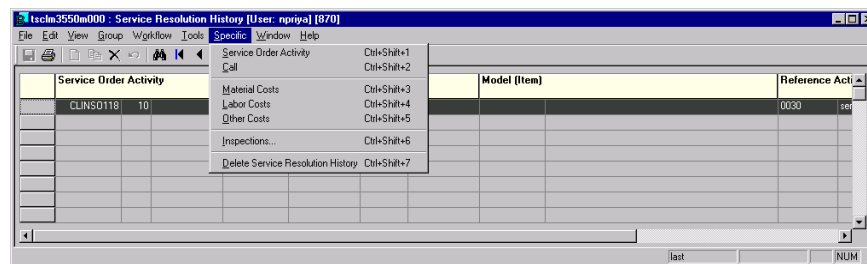 tsclm3550m000 : Service Resolution History [User: npriya] [870]
File Edit View Group Workflow Tools Specific Window Help
Service Order Activity Ctrl+Shift+1
Call Ctrl+Shift+2
Material Costs Ctrl+Shift+3
Labor Costs Ctrl+Shift+4
Other Costs Ctrl+Shift+5
Inspections... Ctrl+Shift+6
Delete Service Resolution History Ctrl+Shift+7
Service Order Activity Model (Item) Reference Acti
CLINS0118 10 0030 ser
last NUM